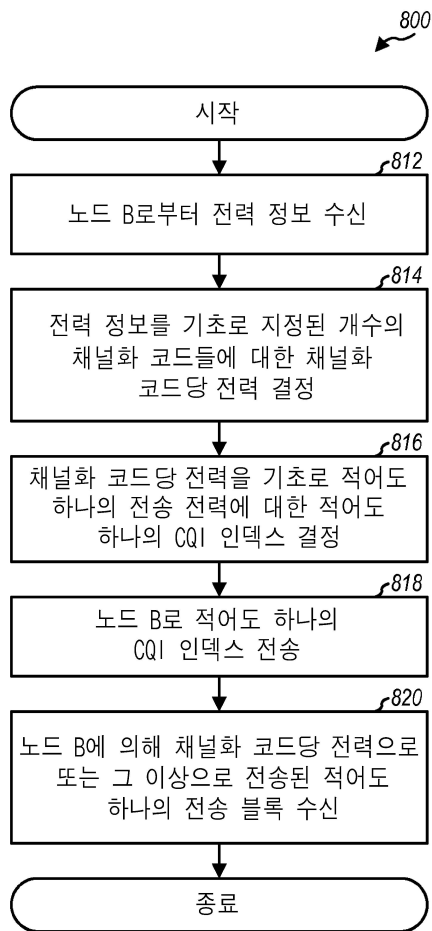 800
시작
812
노드 B로부터 전력 정보 수신
814
전력 정보를 기초로 지정된 개수의
채널화 코드들에 대한 채널화
코드당 전력 결정
816
채널화 코드당 전력을 기초로 적어도
하나의 전송 전력에 대한 적어도
하나의 CQI 인덱스 결정
818
노드 B로 적어도 하나의
CQI 인덱스 전송
820
노드 B에 의해 채널화 코드당 전력으로
또는 그 이상으로 전송된 적어도
하나의 전송 블록 수신
종료